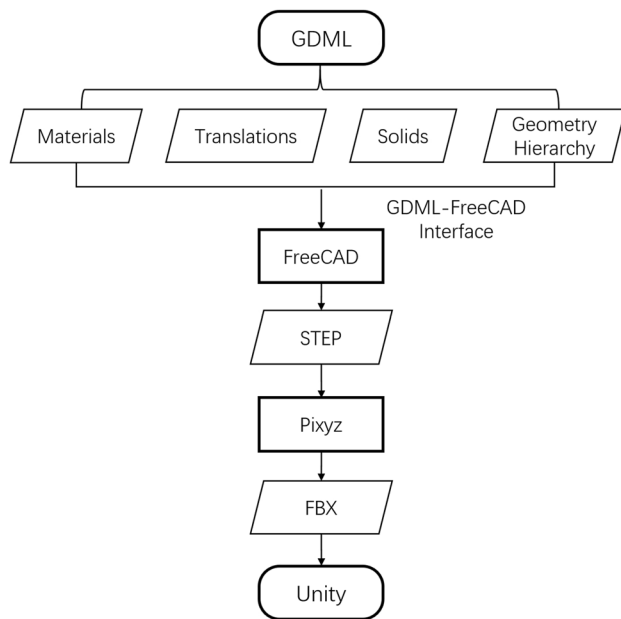 GDML
Materials
Translations
Solids
Geometry
Hierarchy
GDML-FreeCAD
Interface
FreeCAD
STEP
Pixyz
FBX
Unity